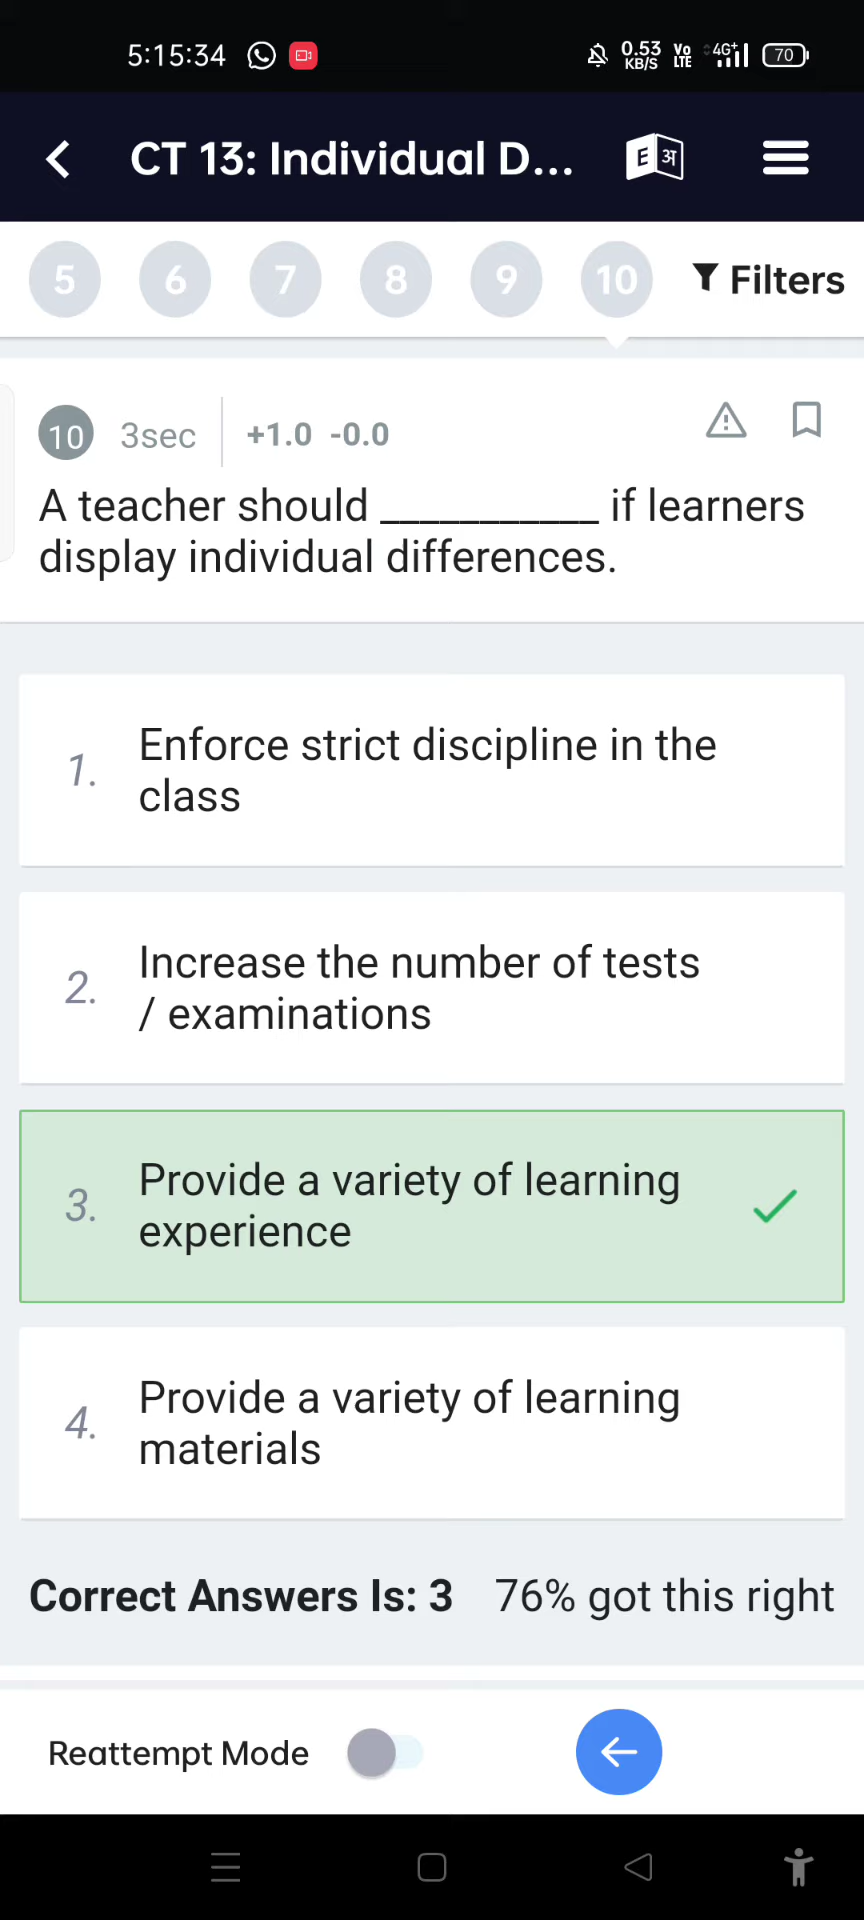 5:15:34 0.53 KB/S Vo LTE 4G+ 70
CT 13: Individual D... E अ
5 6 7 8 9 10 Filters
10 3sec +1.0 -0.0
A teacher should ___________ if learners
display individual differences.
1. Enforce strict discipline in the
class
2. Increase the number of tests
/ examinations
3. Provide a variety of learning
experience
4. Provide a variety of learning
materials
Correct Answers Is: 3 76% got this right
Reattempt Mode